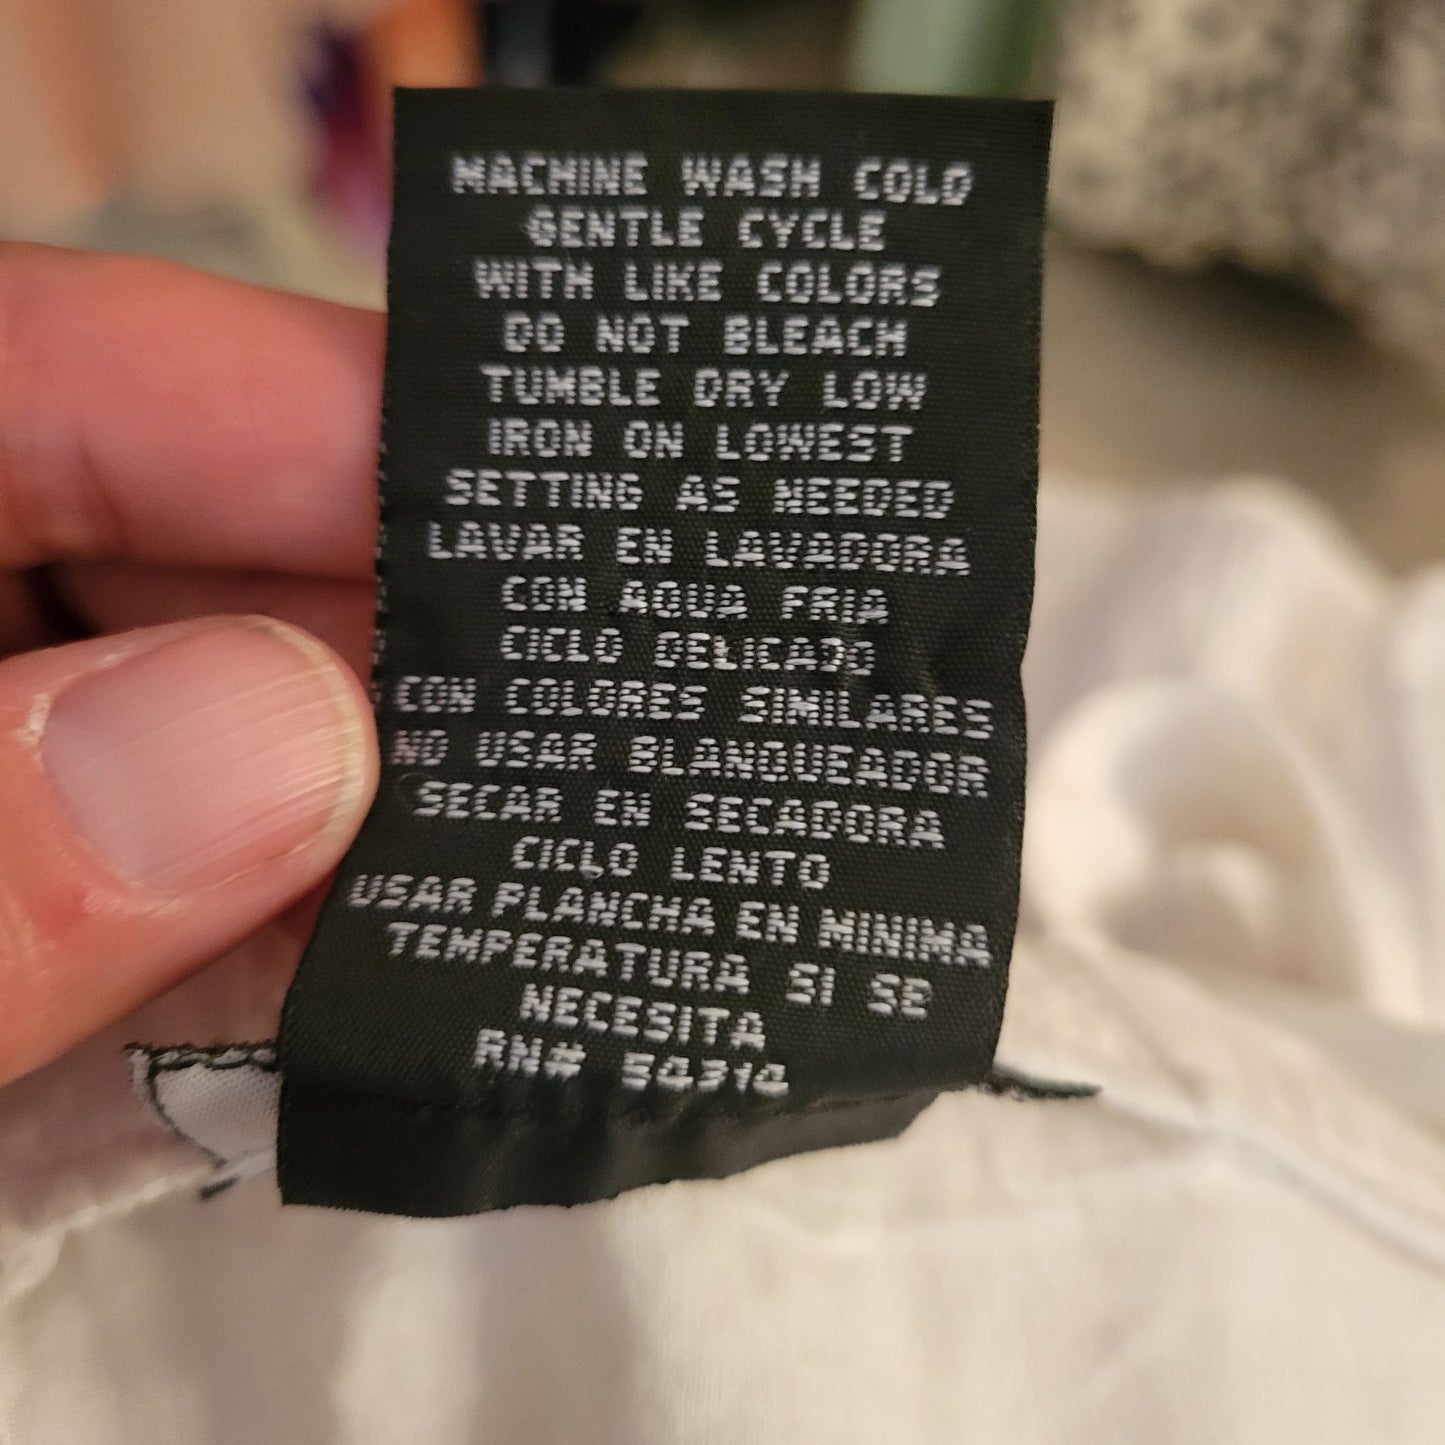 MACHINE WASH COLD
GENTLE CYCLE
WITH LIKE COLORS
DO NOT BLEACH
TUMBLE DRY LOW
IRON ON LOWEST
SETTING AS NEEDED
LAVAR EN LAVADORA
CON AGUA FRIA
CICLO DELICADO
CON COLORES SIMILARES
NO USAR BLANQUEADOR
SECAR EN SECADORA
CICLO LENTO
USAR PLANCHA EN MINIMA
TEMPERATURA SI SE
NECESITA
RN#